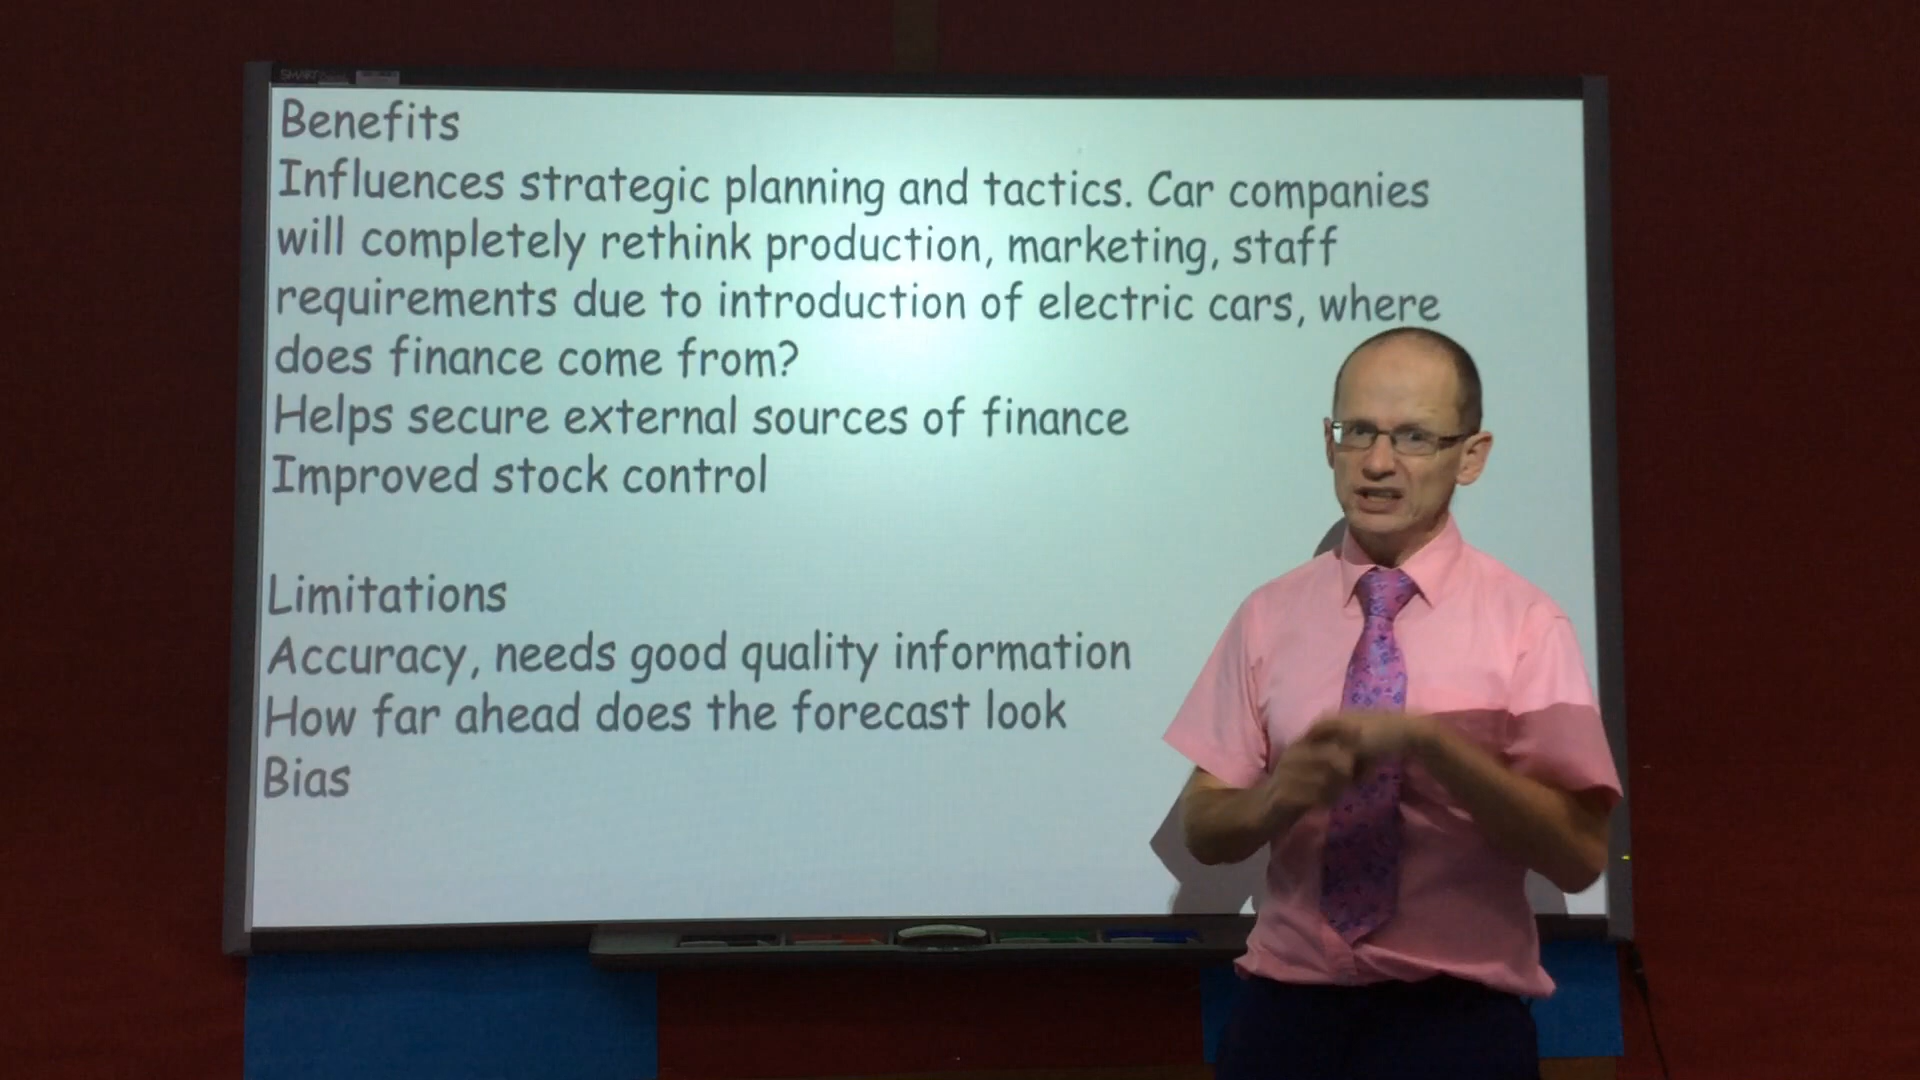 SMART
Benefits
Influences strategic planning and tactics. Car companies
will completely rethink production, marketing, staff
requirements due to introduction of electric cars, where
does finance come from?
Helps secure external sources of finance
Improved stock control
Limitations
Accuracy, needs good quality information
How far ahead does the forecast look
Bias